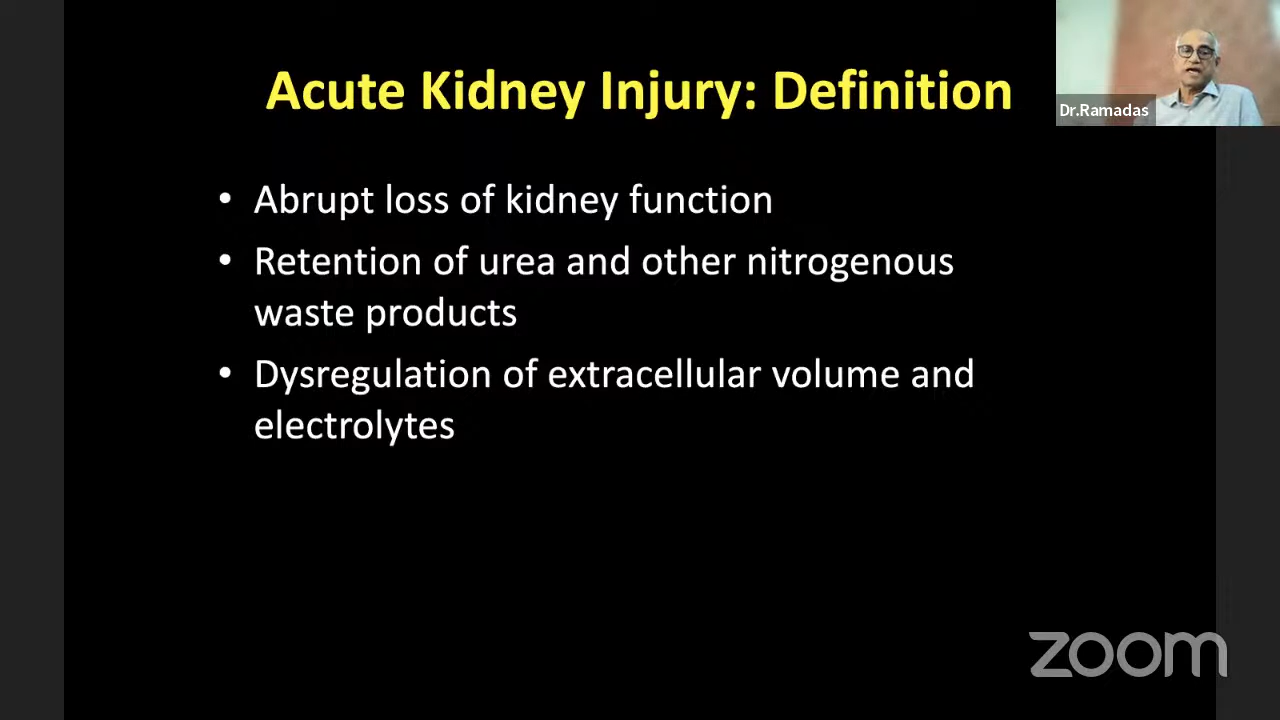 Acute Kidney Injury: Definition
Dr.Ramadas
• Abrupt loss of kidney function
• Retention of urea and other nitrogenous
waste products
• Dysregulation of extracellular volume and
electrolytes
zoom